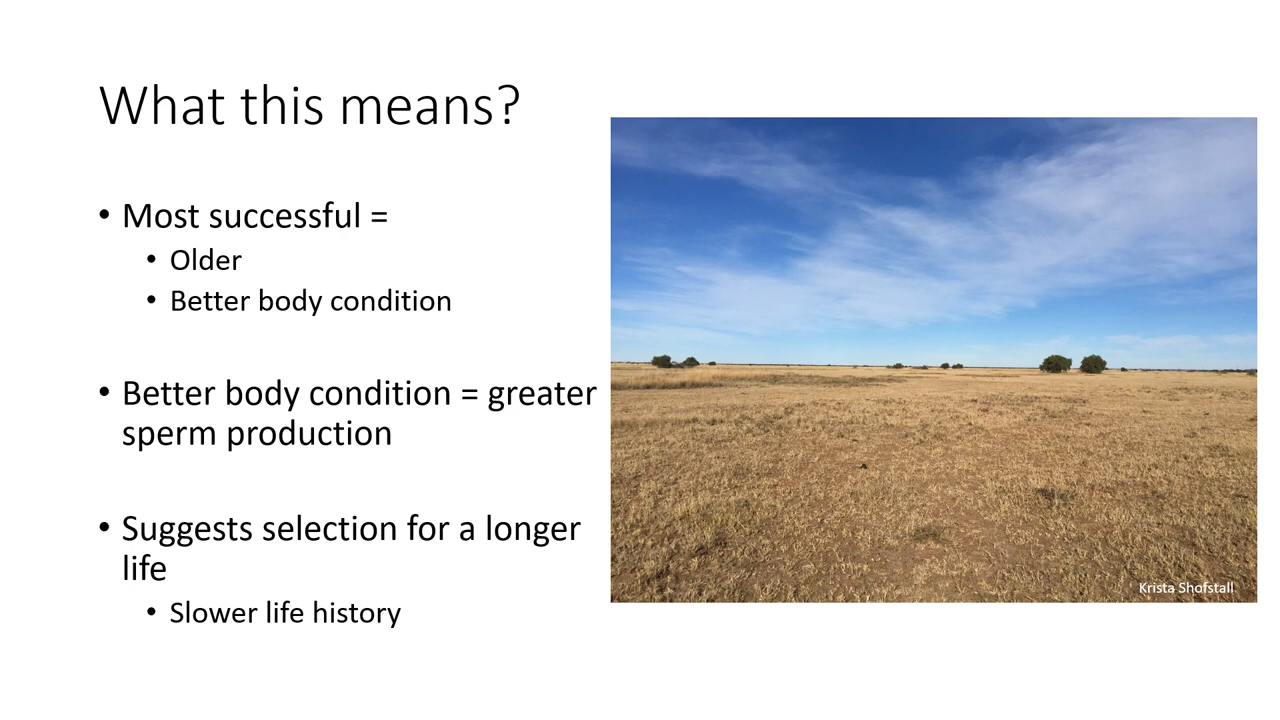 What this means?
• Most successful =
• Older
• Better body condition
• Better body condition = greater
sperm production
• Suggests selection for a longer
life
• Slower life history
Krista Shofstall